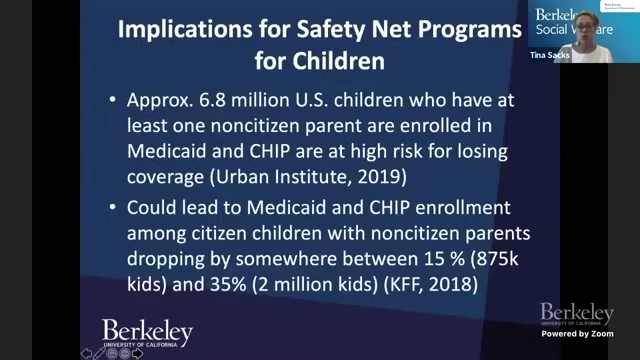 Implications for Safety Net Programs
for Children
• Approx. 6.8 million U.S. children who have at
least one noncitizen parent are enrolled in
Medicaid and CHIP are at high risk for losing
coverage (Urban Institute, 2019)
• Could lead to Medicaid and CHIP enrollment
among citizen children with noncitizen parents
dropping by somewhere between 15 % (875k
kids) and 35% (2 million kids) (KFF, 2018)
Berkeley
UNIVERSITY OF CALIFORNIA
Berkeley
Social
Tina Sacks
Berkeley
UNIVERSITY OF CALIFORNIA
Powered by Zoom